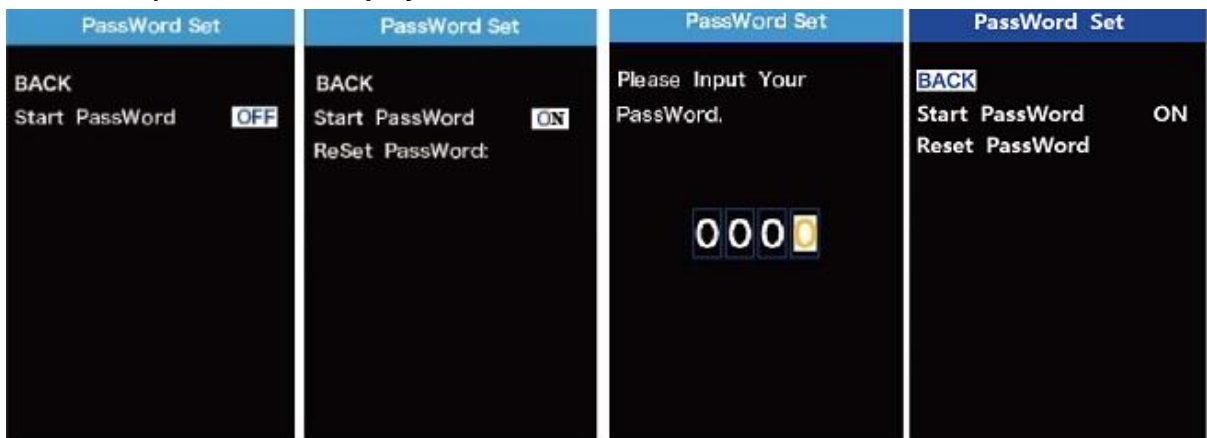 PassWord Set
BACK
Start PassWord OFF
PassWord Set
BACK
Start PassWord ON
ReSet PassWord:
PassWord Set
Please Input Your
PassWord.
0000
PassWord Set
BACK
Start PassWord ON
Reset PassWord